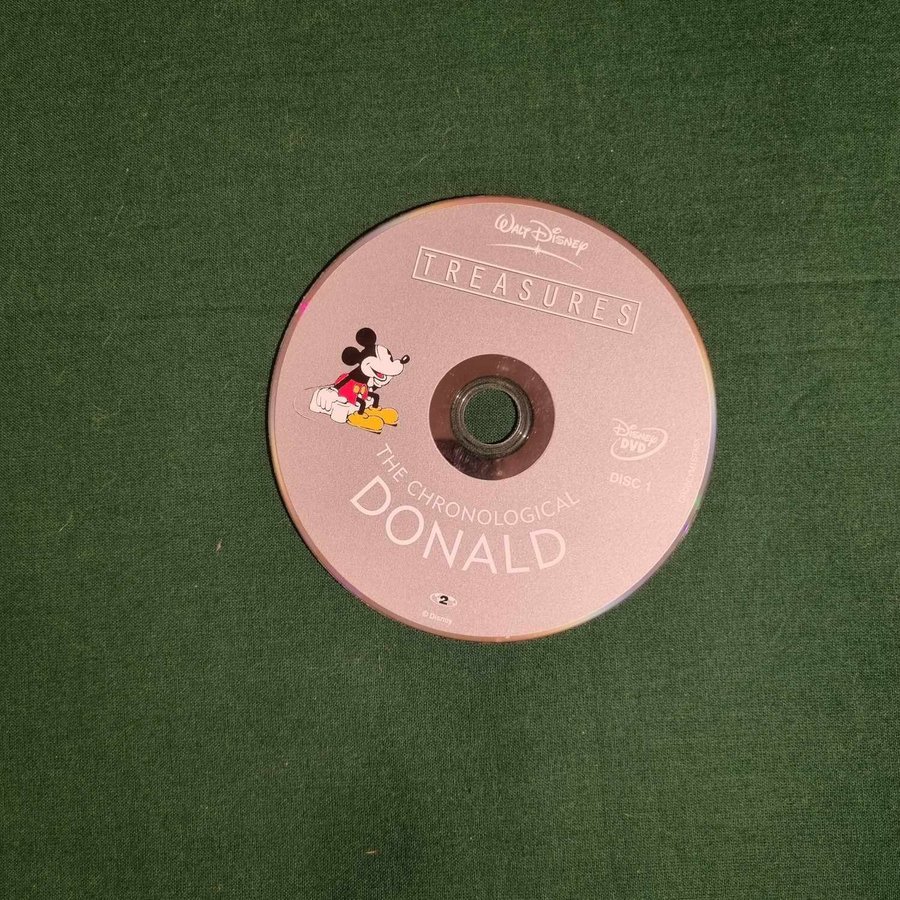 Walt Disney
TREASURES
Disney
DVD
DISC 1
THE CHRONOLOGICAL
DONALD
2
© Disney